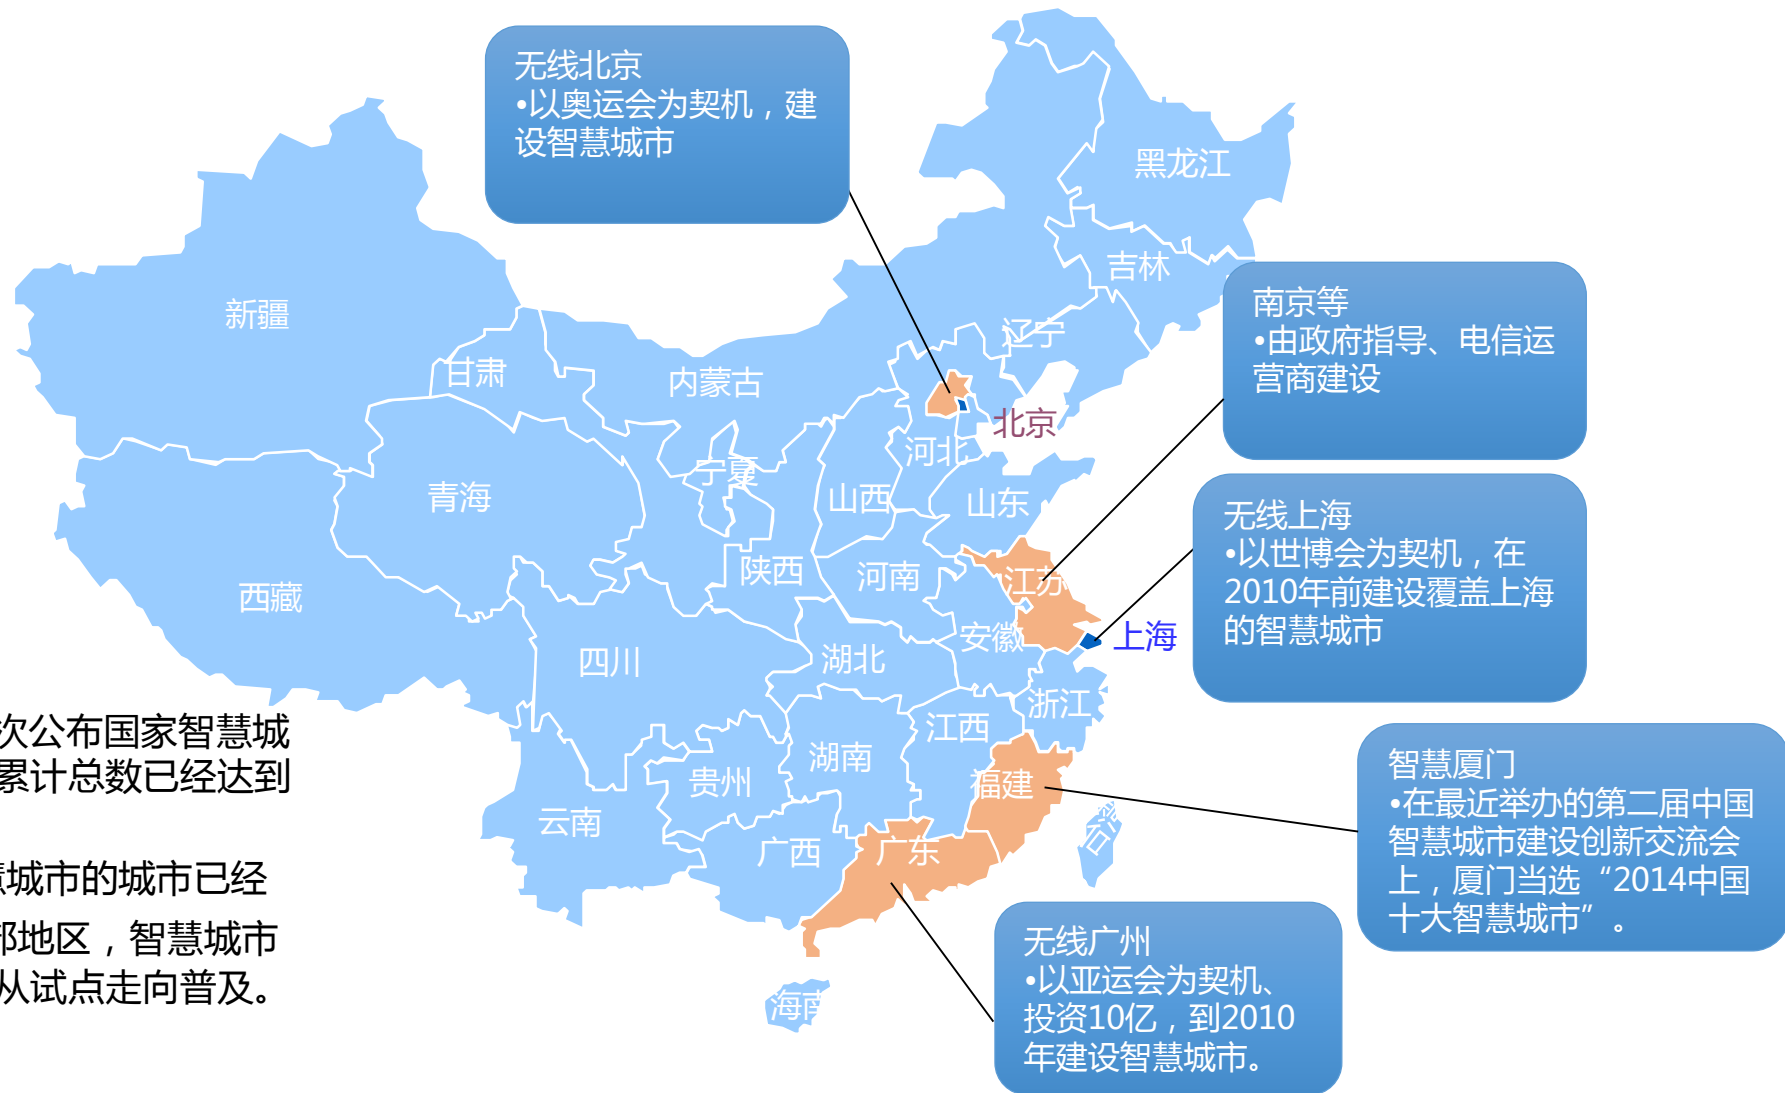 无线北京
•以奥运会为契机，建
设智慧城市
黑龙江
吉林
南京等
•由政府指导、电信运
营商建设
新疆
辽宁
甘肃
内蒙古
北京
河北
宁夏
青海
山西
山东
无线上海
•以世博会为契机，在
2010年前建设覆盖上海
的智慧城市
陕西
河南
江苏
西藏
安徽
上海
四川
湖北
浙江
江西
次公布国家智慧城
累计总数已经达到
湖南
贵州
福建
智慧厦门
•在最近举办的第二届中国
智慧城市建设创新交流会
上，厦门当选“2014中国
十大智慧城市”。
云南
广西
广东
台湾
慧城市的城市已经
部地区，智慧城市
从试点走向普及。
无线广州
•以亚运会为契机、
投资10亿，到2010
年建设智慧城市。
海南